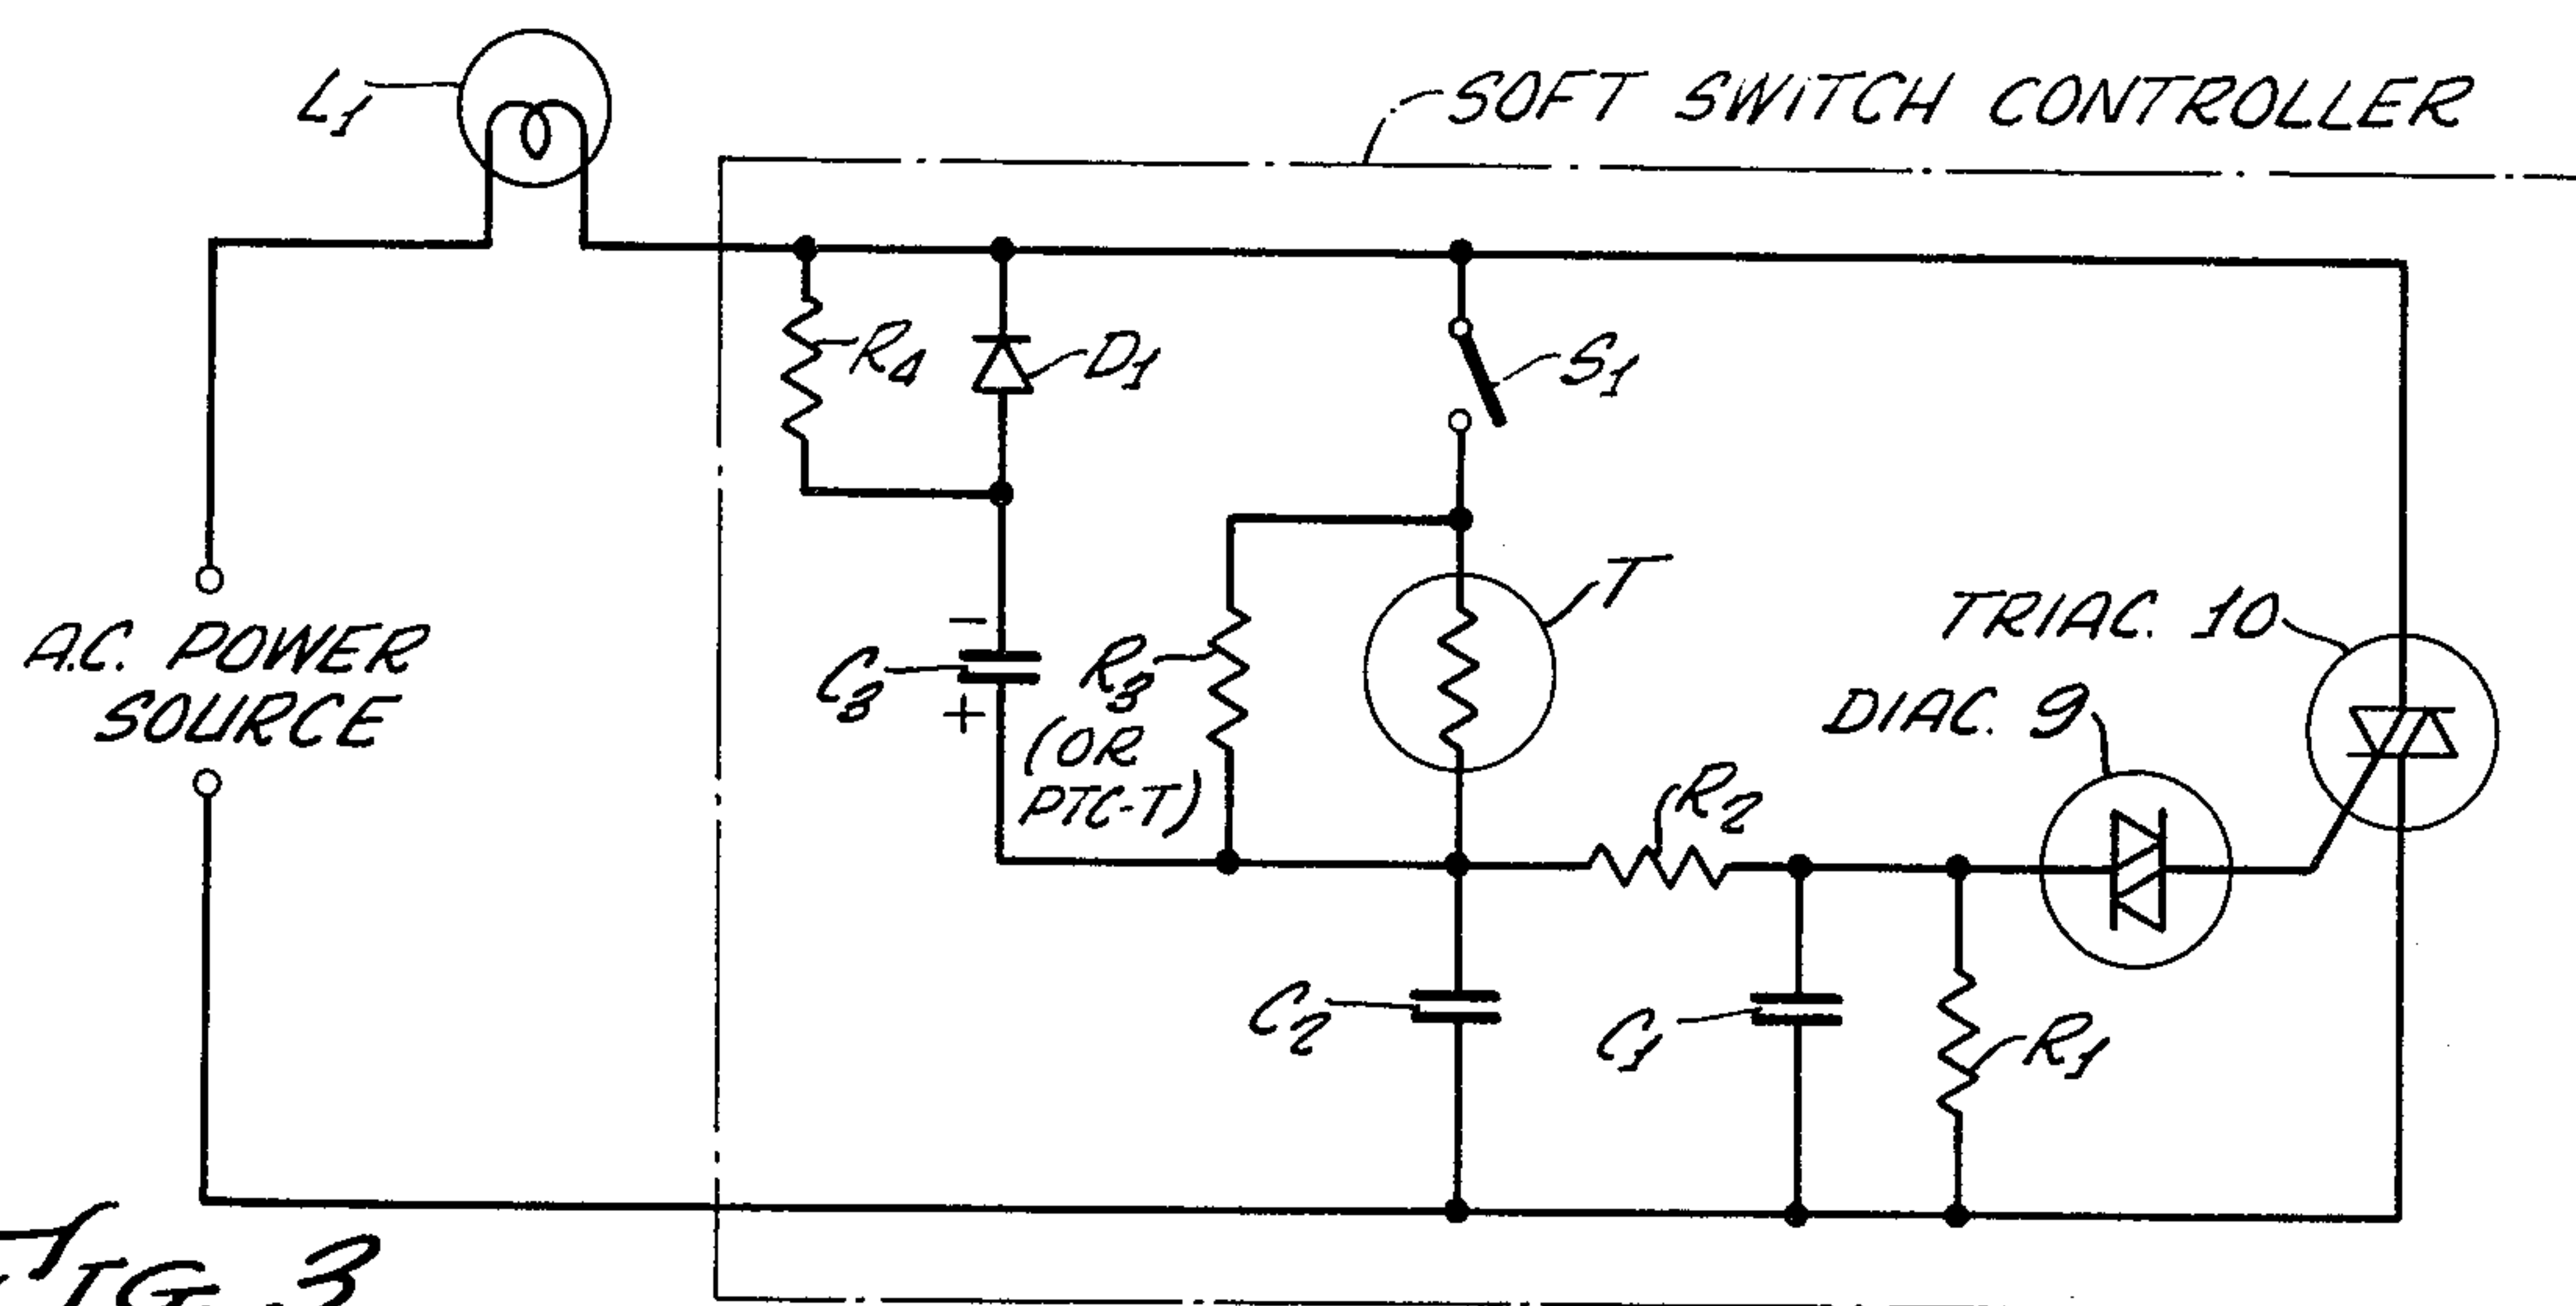 L1
SOFT SWITCH CONTROLLER
R4
D1
S1
T
A.C. POWER
SOURCE
C3
-
+
R3
(OR
PTC-T)
TRIAC. 10
DIAC. 9
R2
C2
C1
R1
FIG. 3